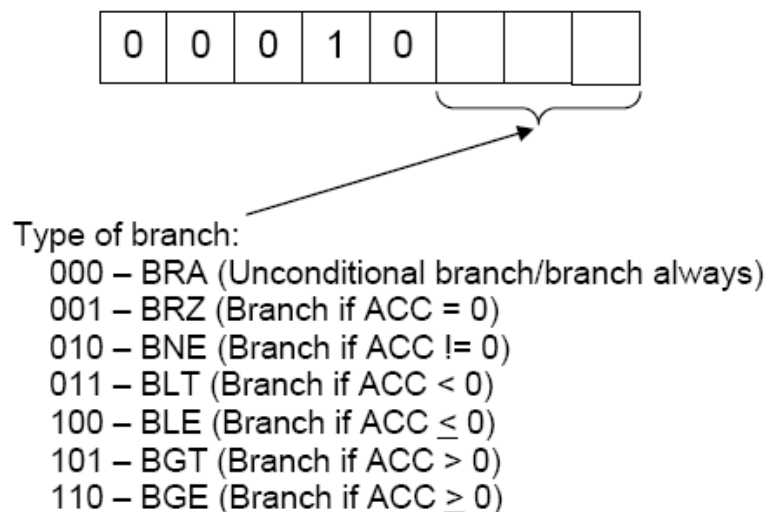 0 0 0 1 0
Type of branch:
000 – BRA (Unconditional branch/branch always)
001 – BRZ (Branch if ACC = 0)
010 – BNE (Branch if ACC != 0)
011 – BLT (Branch if ACC < 0)
100 – BLE (Branch if ACC ≤ 0)
101 – BGT (Branch if ACC > 0)
110 – BGE (Branch if ACC ≥ 0)